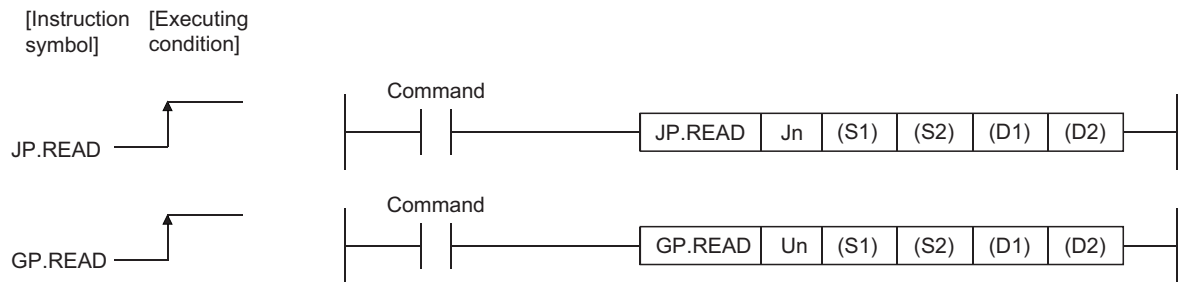 [Instruction symbol] [Executing condition]
Command
JP.READ JP.READ Jn (S1) (S2) (D1) (D2)
Command
GP.READ GP.READ Un (S1) (S2) (D1) (D2)